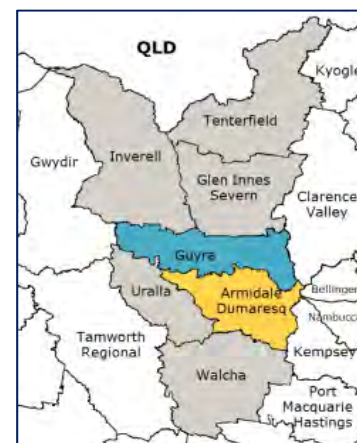 QLD
Kyogle
Tenterfield
Gwydir
Inverell
Glen Innes
Severn
Clarence
Valley
Guyra
Uralla
Armidale
Dumaresq
Bellinger
Nambucca
Tamworth
Regional
Kempsey
Walcha
Port
Macquarie
Hastings